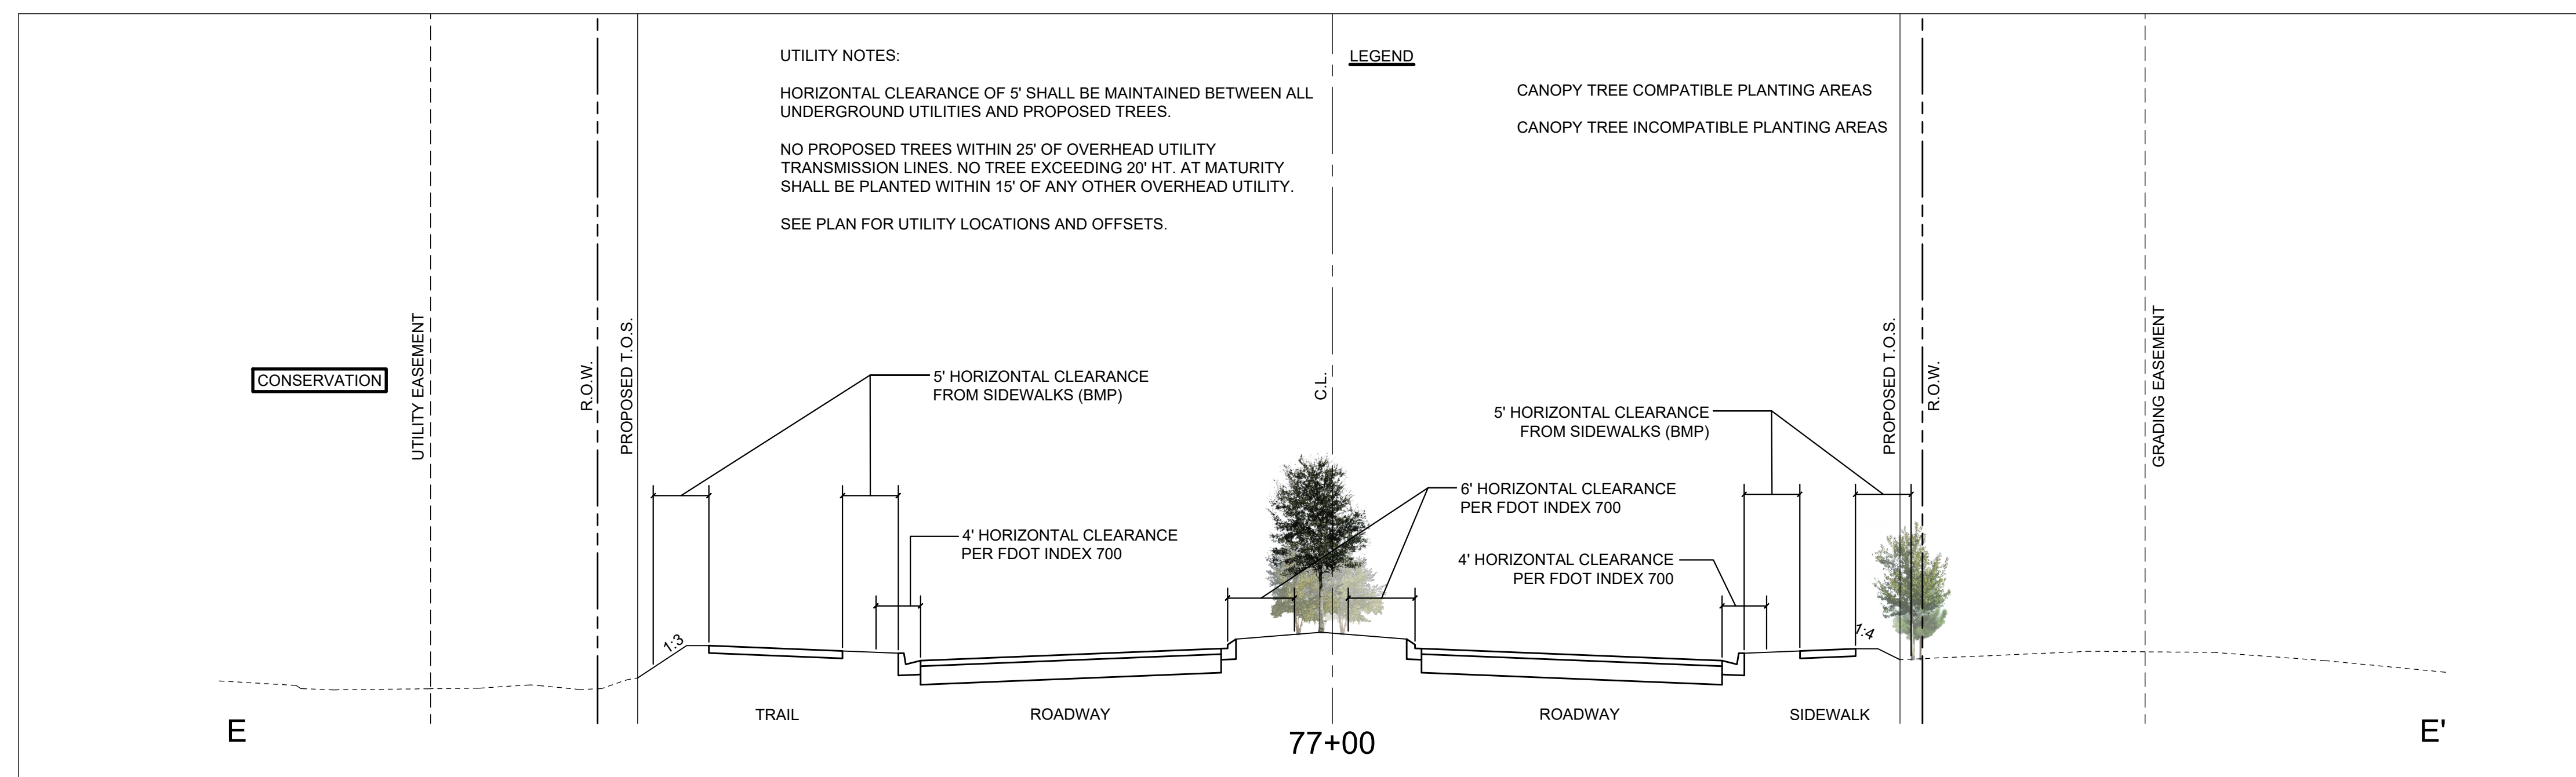 UTILITY NOTES:
HORIZONTAL CLEARANCE OF 5' SHALL BE MAINTAINED BETWEEN ALL
UNDERGROUND UTILITIES AND PROPOSED TREES.
NO PROPOSED TREES WITHIN 25' OF OVERHEAD UTILITY
TRANSMISSION LINES. NO TREE EXCEEDING 20' HT. AT MATURITY
SHALL BE PLANTED WITHIN 15' OF ANY OTHER OVERHEAD UTILITY.
SEE PLAN FOR UTILITY LOCATIONS AND OFFSETS.
LEGEND
CANOPY TREE COMPATIBLE PLANTING AREAS
CANOPY TREE INCOMPATIBLE PLANTING AREAS
CONSERVATION
UTILITY EASEMENT
R.O.W.
PROPOSED T.O.S.
5' HORIZONTAL CLEARANCE
FROM SIDEWALKS (BMP)
4' HORIZONTAL CLEARANCE
PER FDOT INDEX 700
C.L.
6' HORIZONTAL CLEARANCE
PER FDOT INDEX 700
5' HORIZONTAL CLEARANCE
FROM SIDEWALKS (BMP)
4' HORIZONTAL CLEARANCE
PER FDOT INDEX 700
PROPOSED T.O.S.
R.O.W.
GRADING EASEMENT
1:3
1:4
TRAIL
ROADWAY
ROADWAY
SIDEWALK
E
77+00
E'